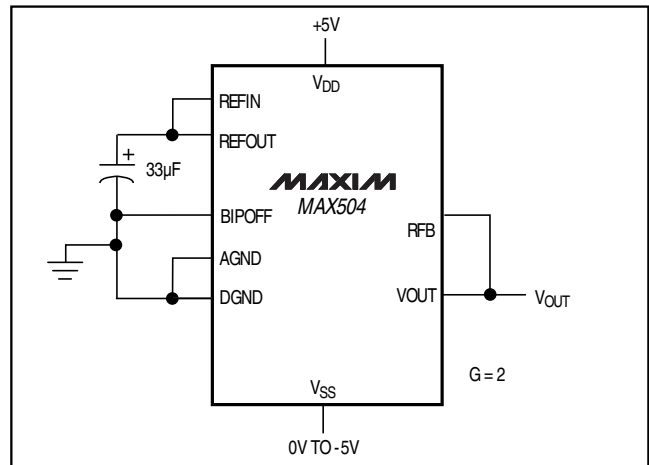 +5V
VDD
REFIN
REFOUT
+
33µF
MAXIM
MAX504
BIPOFF
RFB
AGND
DGND
VOUT
VOUT
G = 2
VSS
0V TO -5V